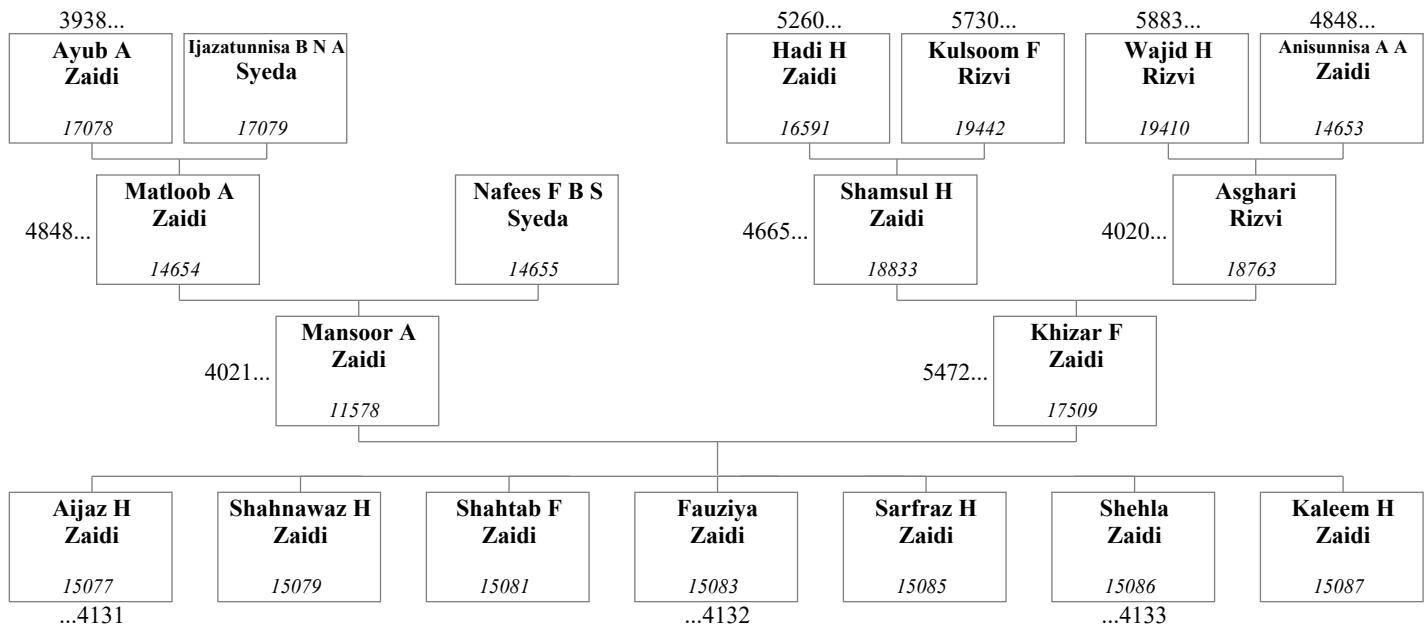 3938...
5260...
5730...
5883...
4848...
Ayub A
Zaidi
17078
Ijazatunnisa B N A
Syeda
17079
Hadi H
Zaidi
16591
Kulsoom F
Rizvi
19442
Wajid H
Rizvi
19410
Anisunnisa A A
Zaidi
14653
4848...
Matloob A
Zaidi
14654
Nafees F B S
Syeda
14655
4665...
Shamsul H
Zaidi
18833
4020...
Asghari
Rizvi
18763
4021...
Mansoor A
Zaidi
11578
5472...
Khizar F
Zaidi
17509
Aijaz H
Zaidi
15077
Shahnawaz H
Zaidi
15079
Shahtab F
Zaidi
15081
Fauziya
Zaidi
15083
Sarfraz H
Zaidi
15085
Shehla
Zaidi
15086
Kaleem H
Zaidi
15087
...4131
...4132
...4133